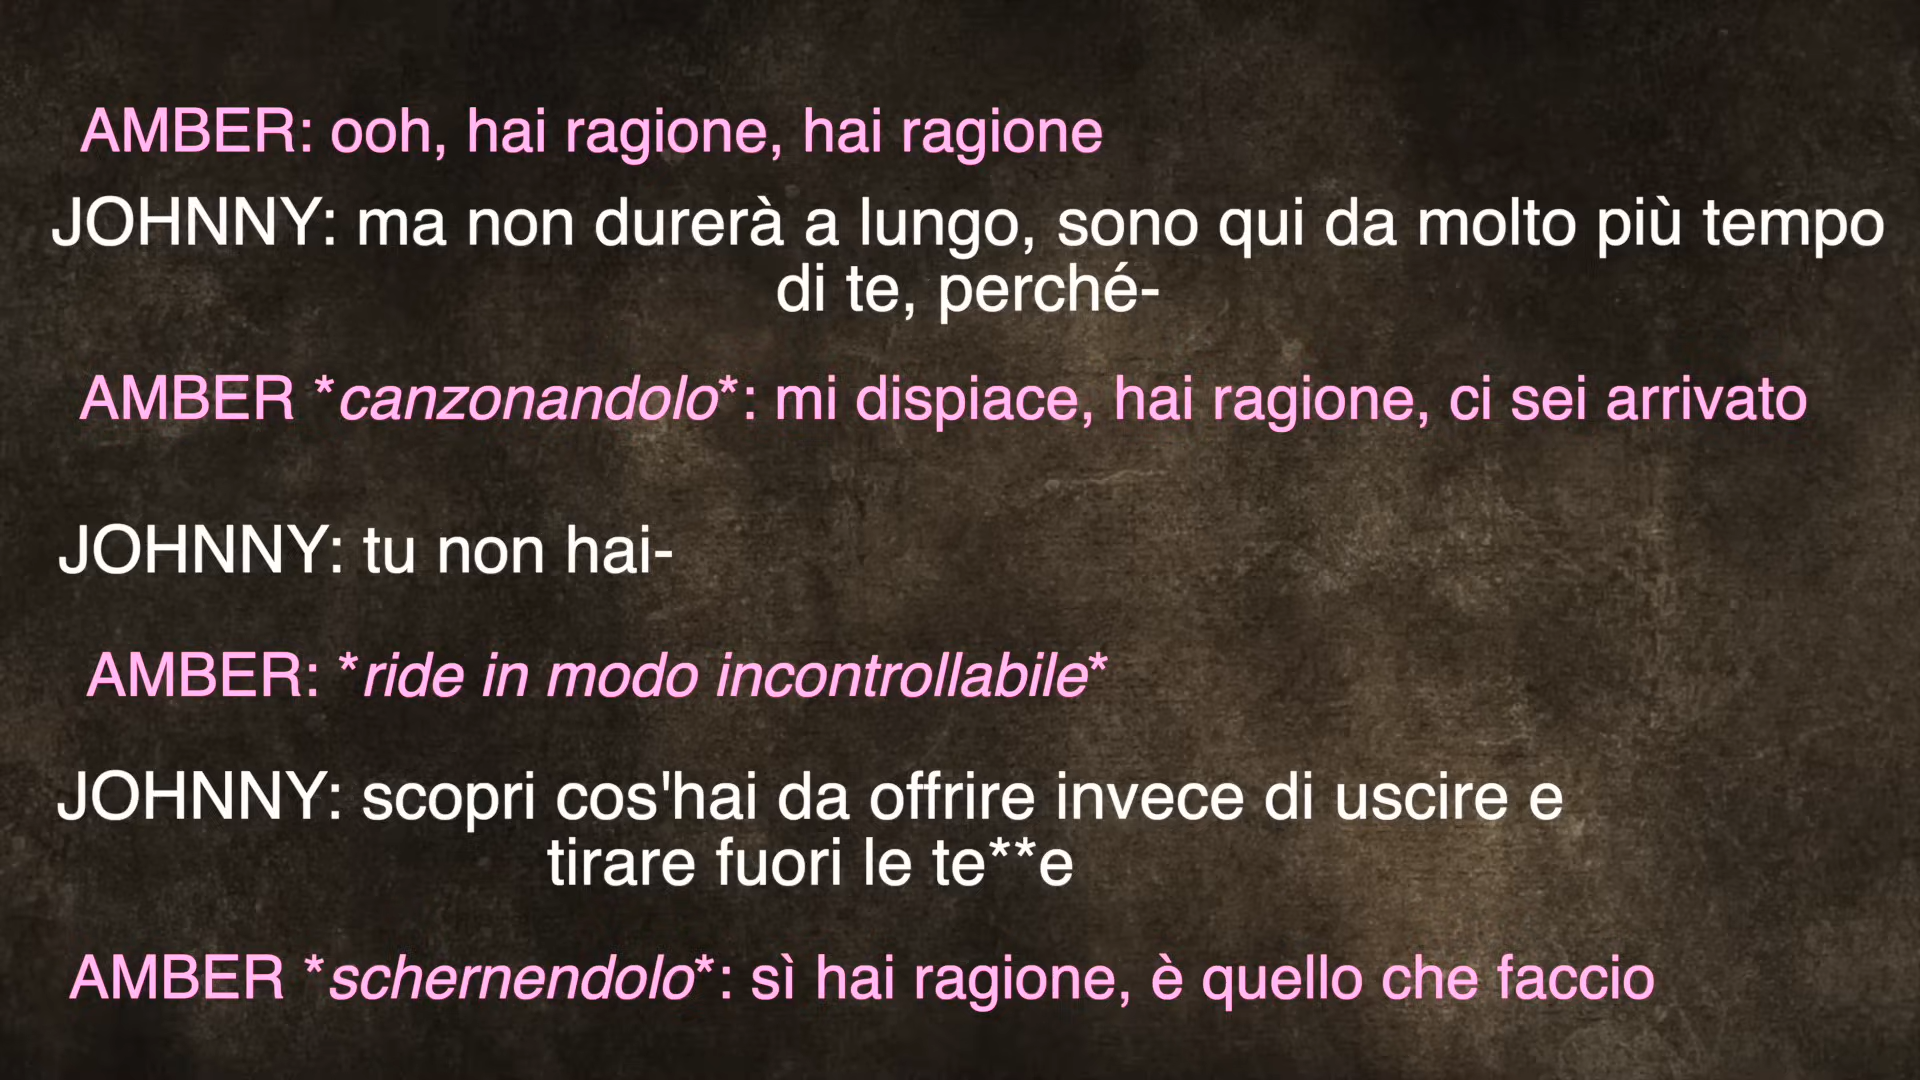 AMBER: ooh, hai ragione, hai ragione
JOHNNY: ma non durerà a lungo, sono qui da molto più tempo
di te, perché-
AMBER *canzonandolo*: mi dispiace, hai ragione, ci sei arrivato
JOHNNY: tu non hai-
AMBER: *ride in modo incontrollabile*
JOHNNY: scopri cos'hai da offrire invece di uscire e
tirare fuori le te**e
AMBER *schernendolo*: sì hai ragione, è quello che faccio